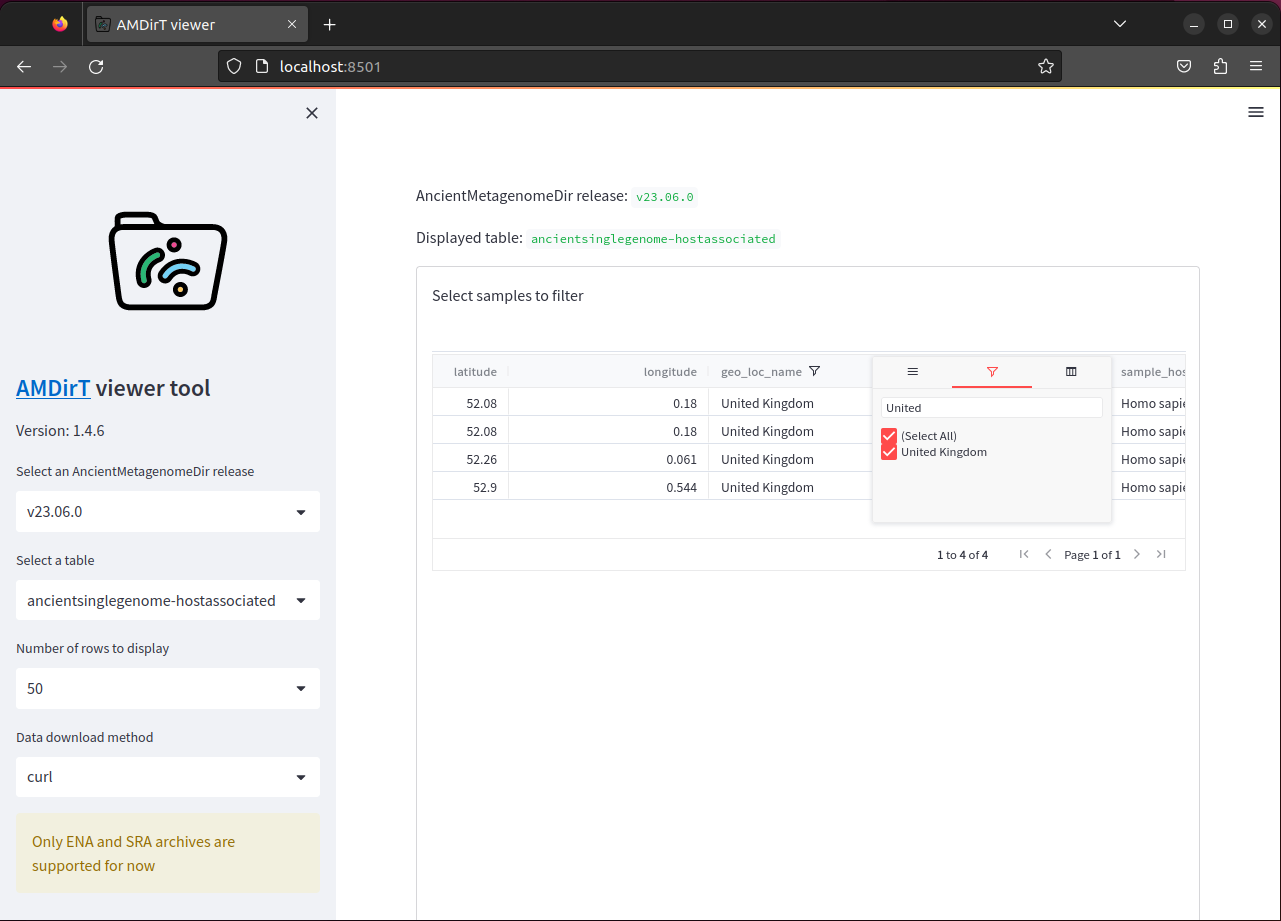 AMDirT viewer
localhost:8501
AMDirT viewer tool
Version: 1.4.6
Select an AncientMetagenomeDir release
v23.06.0
Select a table
ancientsinglegenome-hostassociated
Number of rows to display
50
Data download method
curl
Only ENA and SRA archives are
supported for now
AncientMetagenomeDir release: v23.06.0
Displayed table: ancientsinglegenome-hostassociated
Select samples to filter
latitude longitude geo_loc_name sample_hos
52.08 0.18 United Kingdom Homo sapie
52.08 0.18 United Kingdom Homo sapie
52.26 0.061 United Kingdom Homo sapie
52.9 0.544 United Kingdom Homo sapie
United
(Select All)
United Kingdom
1 to 4 of 4 Page 1 of 1